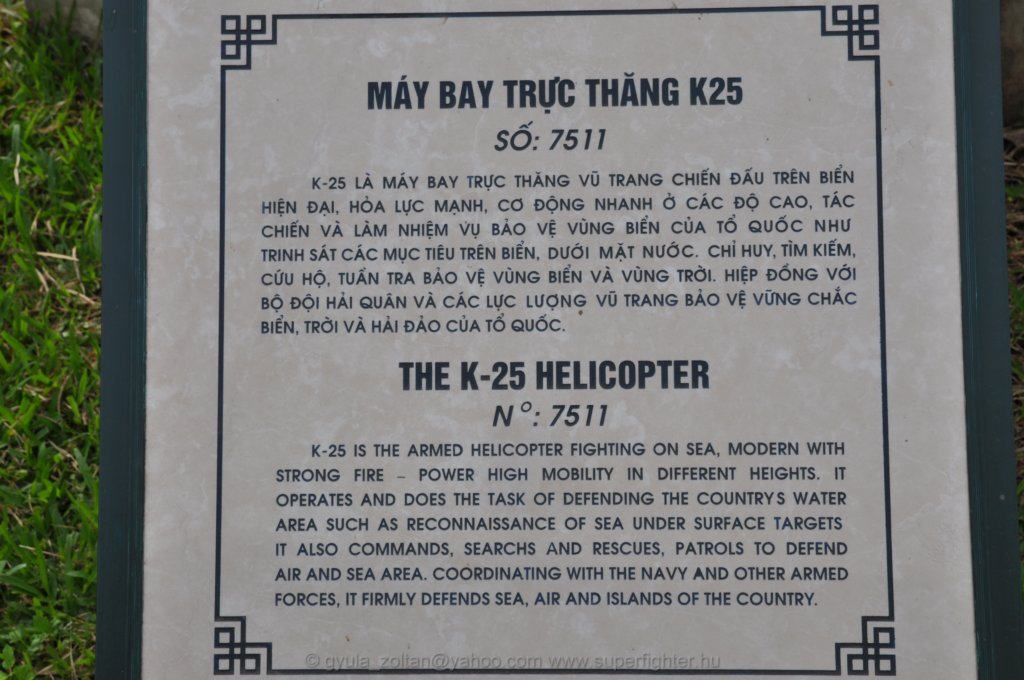 MÁY BAY TRỰC THĂNG K25
SỐ: 7511
K-25 LÀ MÁY BAY TRỰC THĂNG VŨ TRANG CHIẾN ĐẤU TRÊN BIỂN
HIỆN ĐẠI, HỎA LỰC MẠNH, CƠ ĐỘNG NHANH Ở CÁC ĐỘ CAO, TÁC
CHIẾN VÀ LÀM NHIỆM VỤ BẢO VỆ VÙNG BIỂN CỦA TỔ QUỐC NHƯ
TRINH SÁT CÁC MỤC TIÊU TRÊN BIỂN, DƯỚI MẶT NƯỚC. CHỈ HUY, TÌM KIẾM,
CỨU HỘ, TUẦN TRA BẢO VỆ VÙNG BIỂN VÀ VÙNG TRỜI. HIỆP ĐỒNG VỚI
BỘ ĐỘI HẢI QUÂN VÀ CÁC LỰC LƯỢNG VŨ TRANG BẢO VỆ VỮNG CHẮC
BIỂN, TRỜI VÀ HẢI ĐẢO CỦA TỔ QUỐC.
THE K-25 HELICOPTER
N°: 7511
K-25 IS THE ARMED HELICOPTER FIGHTING ON SEA, MODERN WITH
STRONG FIRE – POWER HIGH MOBILITY IN DIFFERENT HEIGHTS. IT
OPERATES AND DOES THE TASK OF DEFENDING THE COUNTRY'S WATER
AREA SUCH AS RECONNAISSANCE OF SEA UNDER SURFACE TARGETS
IT ALSO COMMANDS, SEARCHS AND RESCUES, PATROLS TO DEFEND
AIR AND SEA AREA. COORDINATING WITH THE NAVY AND OTHER ARMED
FORCES, IT FIRMLY DEFENDS SEA, AIR AND ISLANDS OF THE COUNTRY.
© gyula_zoltan@yahoo.com www.superfighter.hu